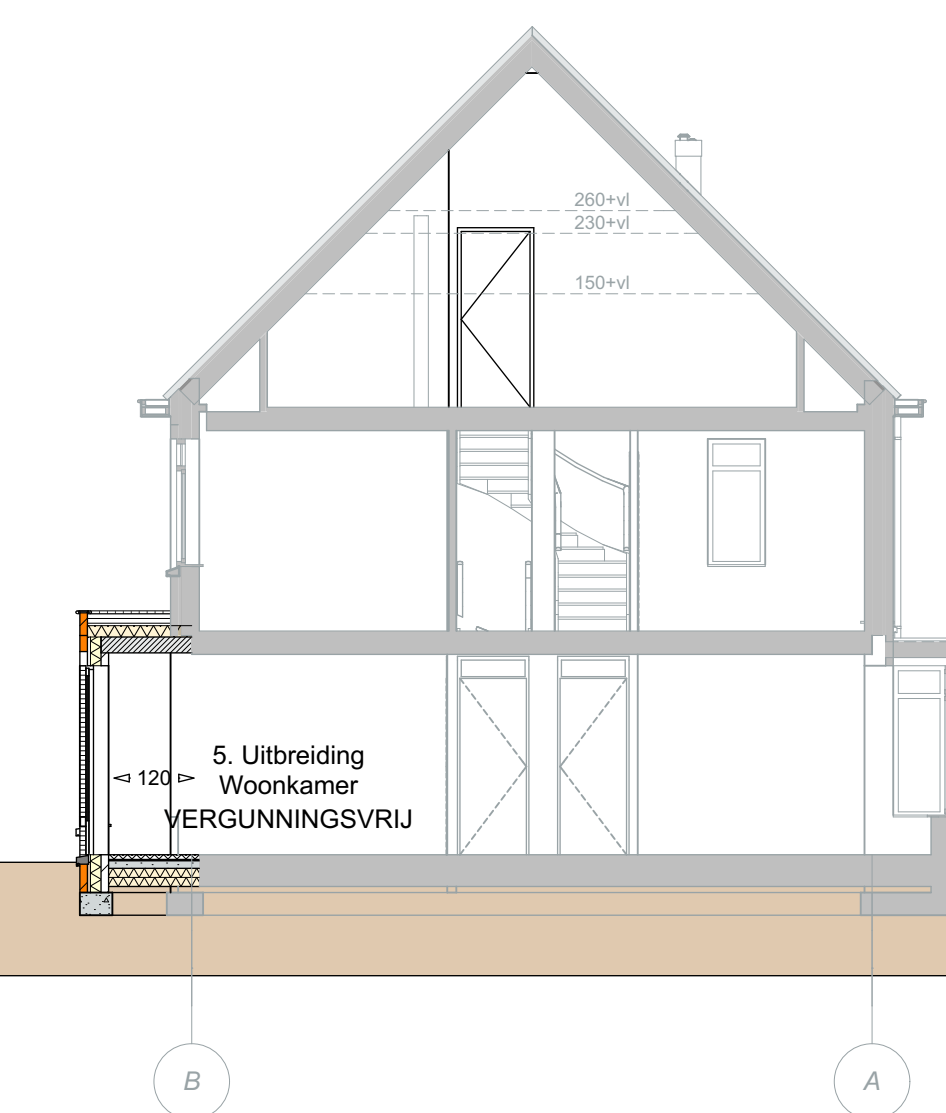 260+vl
230+vl
150+vl
120
5. Uitbreiding
Woonkamer
VERGUNNINGSVRIJ
B
A